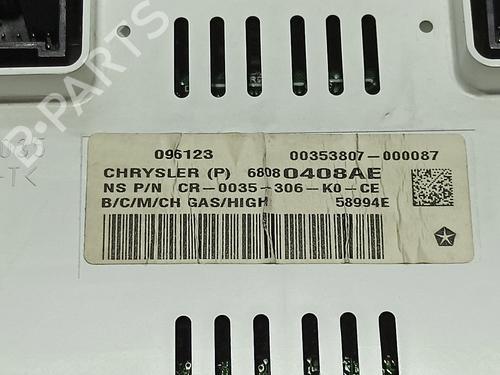 B-PARTS
096123 00353807-000087
CHRYSLER (P) 68080408AE
NS P/N CR-0035-306-K0-CE
B/C/M/CH GAS/HIGH 58994E